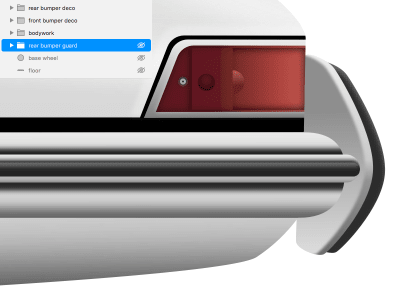 rear bumper deco
front bumper deco
bodywork
rear bumper guard
base wheel
floor